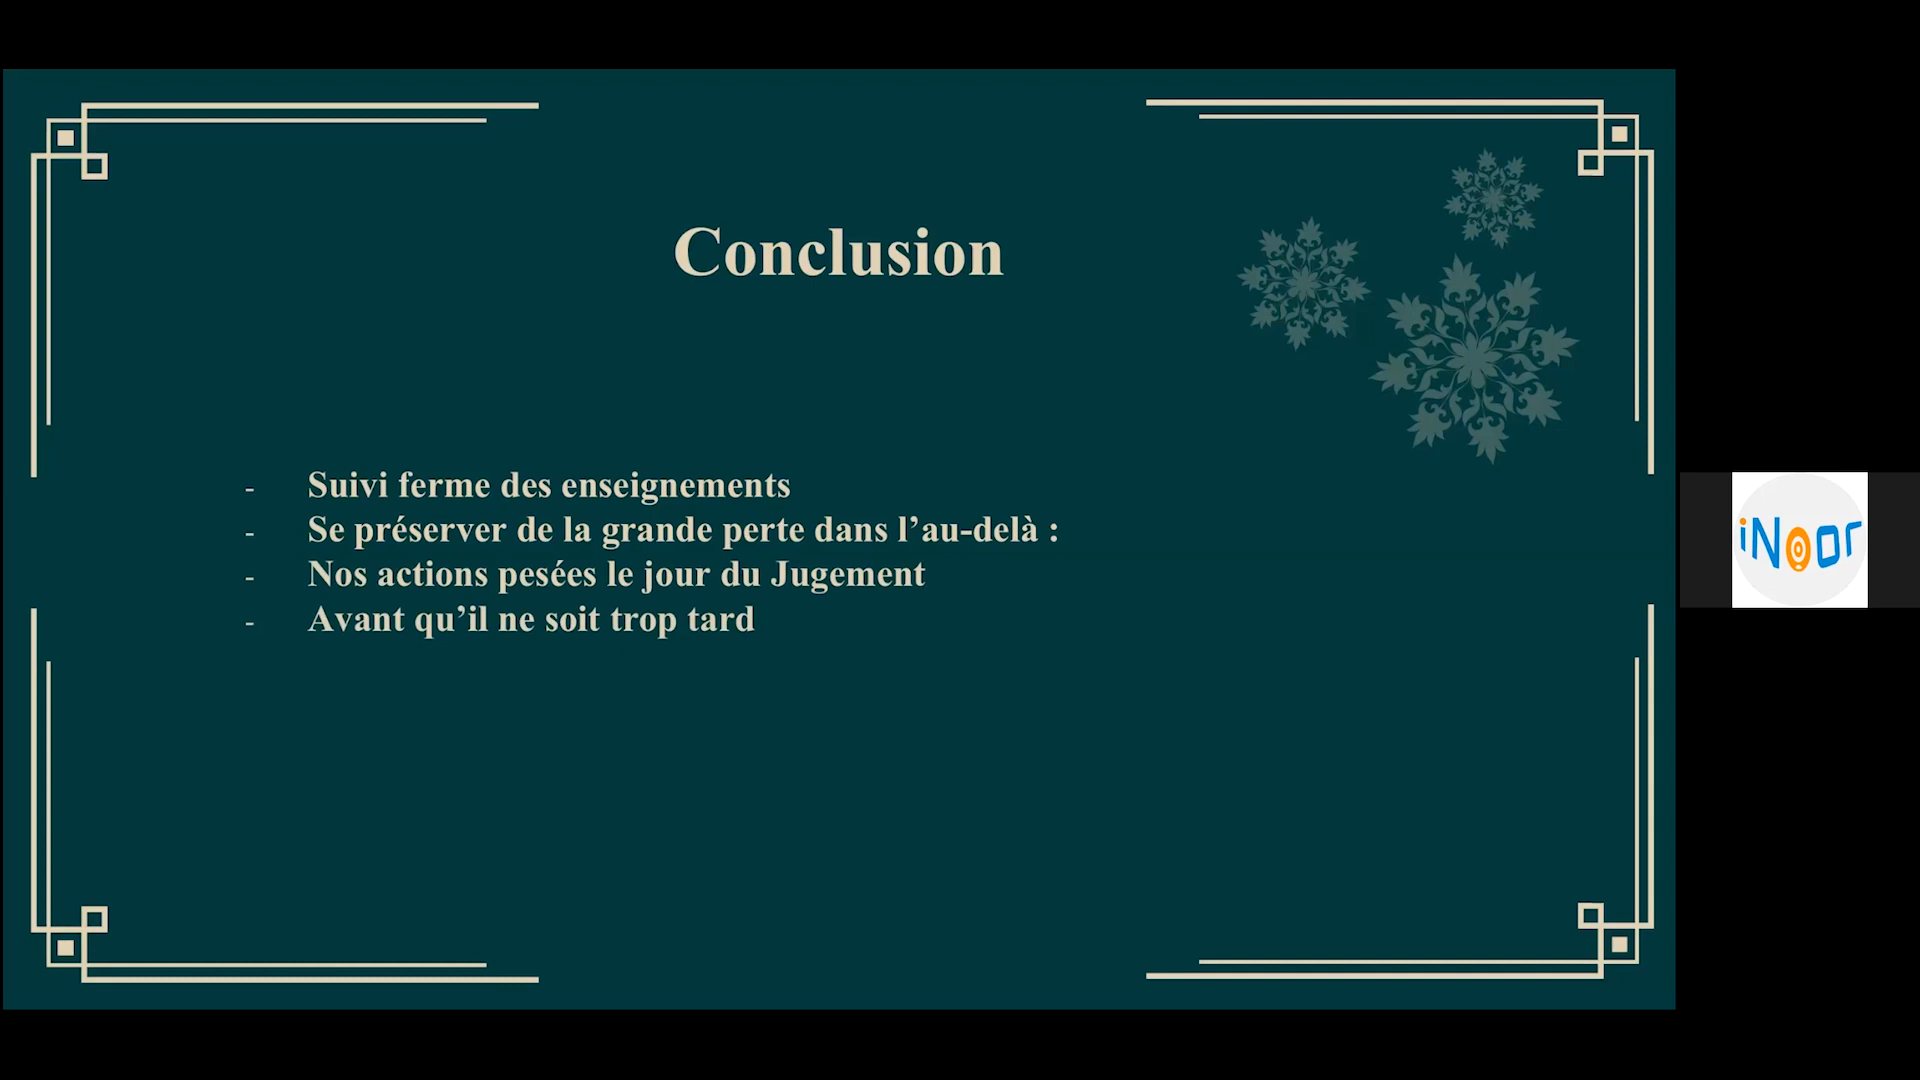 Conclusion
- Suivi ferme des enseignements
- Se préserver de la grande perte dans l’au-delà :
- Nos actions pesées le jour du Jugement
- Avant qu’il ne soit trop tard
iNoor